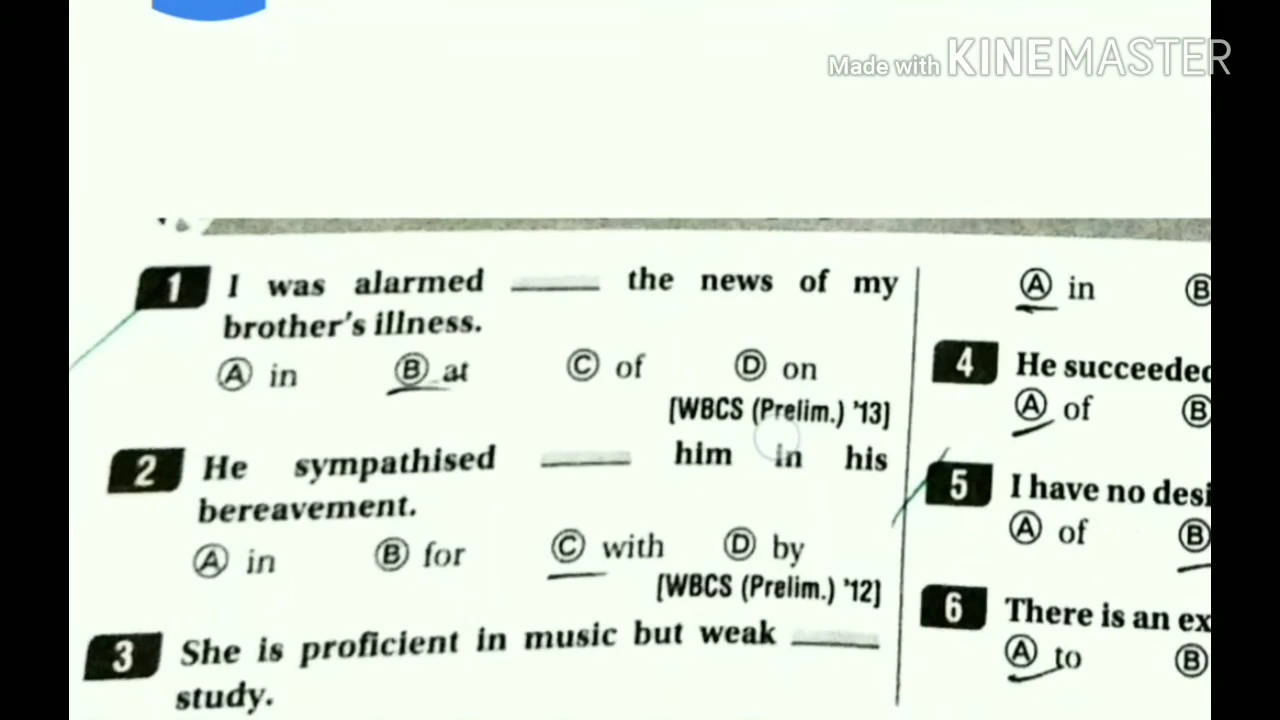 Made with KINEMASTER
1 I was alarmed ____ the news of my
brother's illness.
Ⓐ in Ⓑ at Ⓒ of Ⓓ on
[WBCS (Prelim.) '13]
2 He sympathised ____ him in his
bereavement.
Ⓐ in Ⓑ for Ⓒ with Ⓓ by
[WBCS (Prelim.) '12]
3 She is proficient in music but weak ____
study.
Ⓐ in Ⓑ
4 He succeeded
Ⓐ of Ⓑ
5 I have no desi
Ⓐ of Ⓑ
6 There is an ex
Ⓐ to Ⓑ